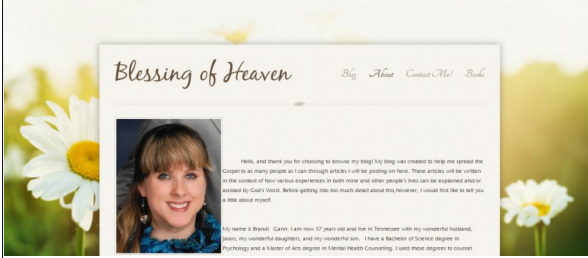 Blessing of Heaven
Blog About Contact Me! Books
Hello, and thank you for choosing to browse my blog! My blog was created to help me spread the
Gospel to as many people as I can through articles I will be posting on here. These articles will be written
in the context of how various experiences in both mine and other people's lives can be explained and/or
assisted by God's Word. Before getting into too much detail about this,however, I would first like to tell you
a little about myself.
My name is Brandi Gann. I am now 37 years old and live in Tennessee with my wonderful husband,
Jason, my wonderful daughters, and my wonderful son. I have a Bachelor of Science degree in
Psychology and a Master of Arts degree in Mental Health Counseling. I used these degrees to counsel